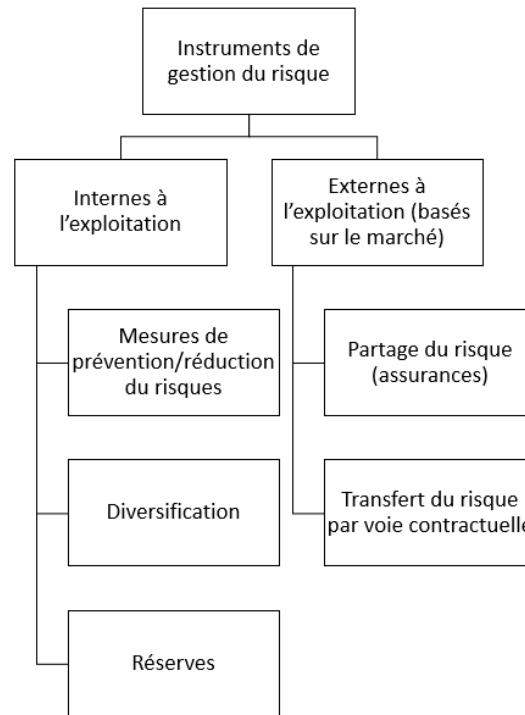 Instruments de
gestion du risque
Internes à
l'exploitation
Externes à
l'exploitation (basés
sur le marché)
Mesures de
prévention/réduction
du risques
Partage du risque
(assurances)
Diversification
Transfert du risque
par voie contractuelle
Réserves